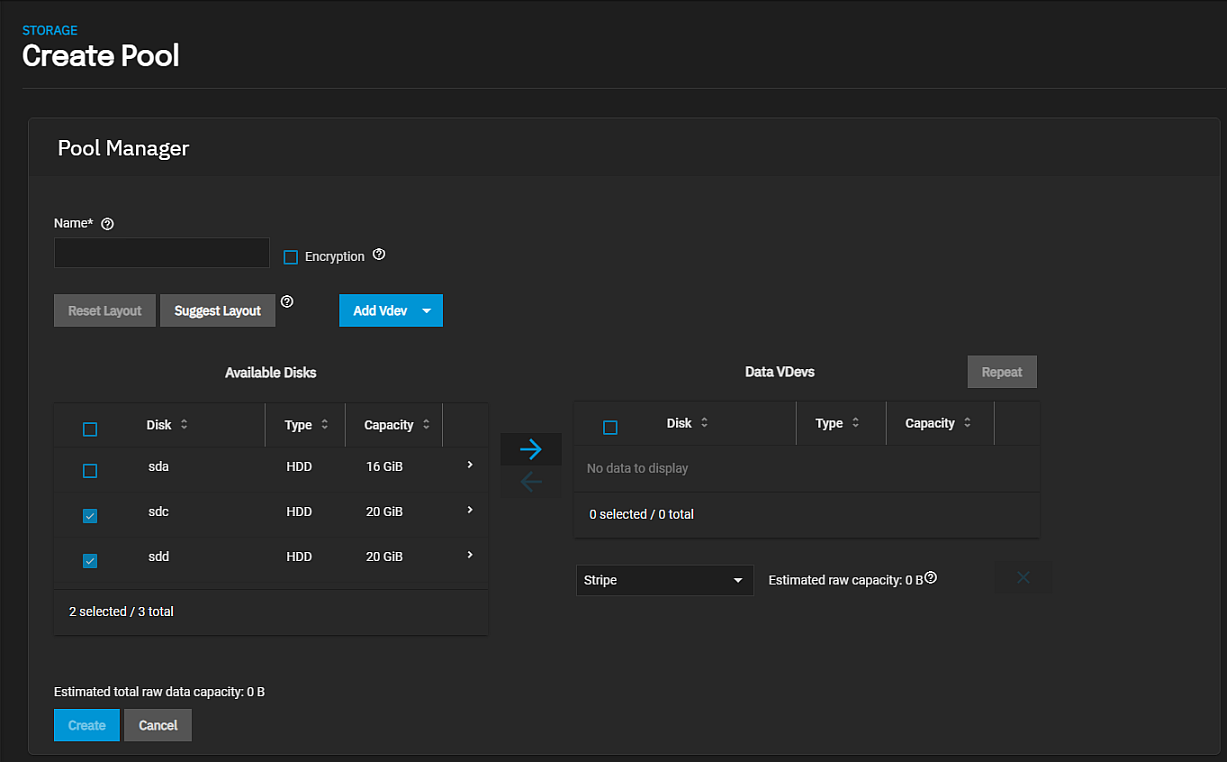 STORAGE
Create Pool
Pool Manager
Name*
Encryption
Reset Layout Suggest Layout Add Vdev
Available Disks
Disk Type Capacity
sda HDD 16 GiB
sdc HDD 20 GiB
sdd HDD 20 GiB
2 selected / 3 total
Data VDevs Repeat
Disk Type Capacity
No data to display
0 selected / 0 total
Stripe Estimated raw capacity: 0 B
Estimated total raw data capacity: 0 B
Create Cancel